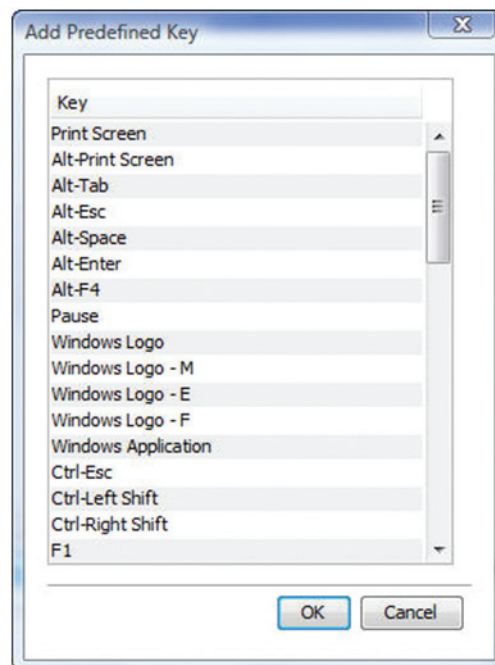 Add Predefined Key
Key
Print Screen
Alt-Print Screen
Alt-Tab
Alt-Esc
Alt-Space
Alt-Enter
Alt-F4
Pause
Windows Logo
Windows Logo - M
Windows Logo - E
Windows Logo - F
Windows Application
Ctrl-Esc
Ctrl-Left Shift
Ctrl-Right Shift
F1
OK Cancel